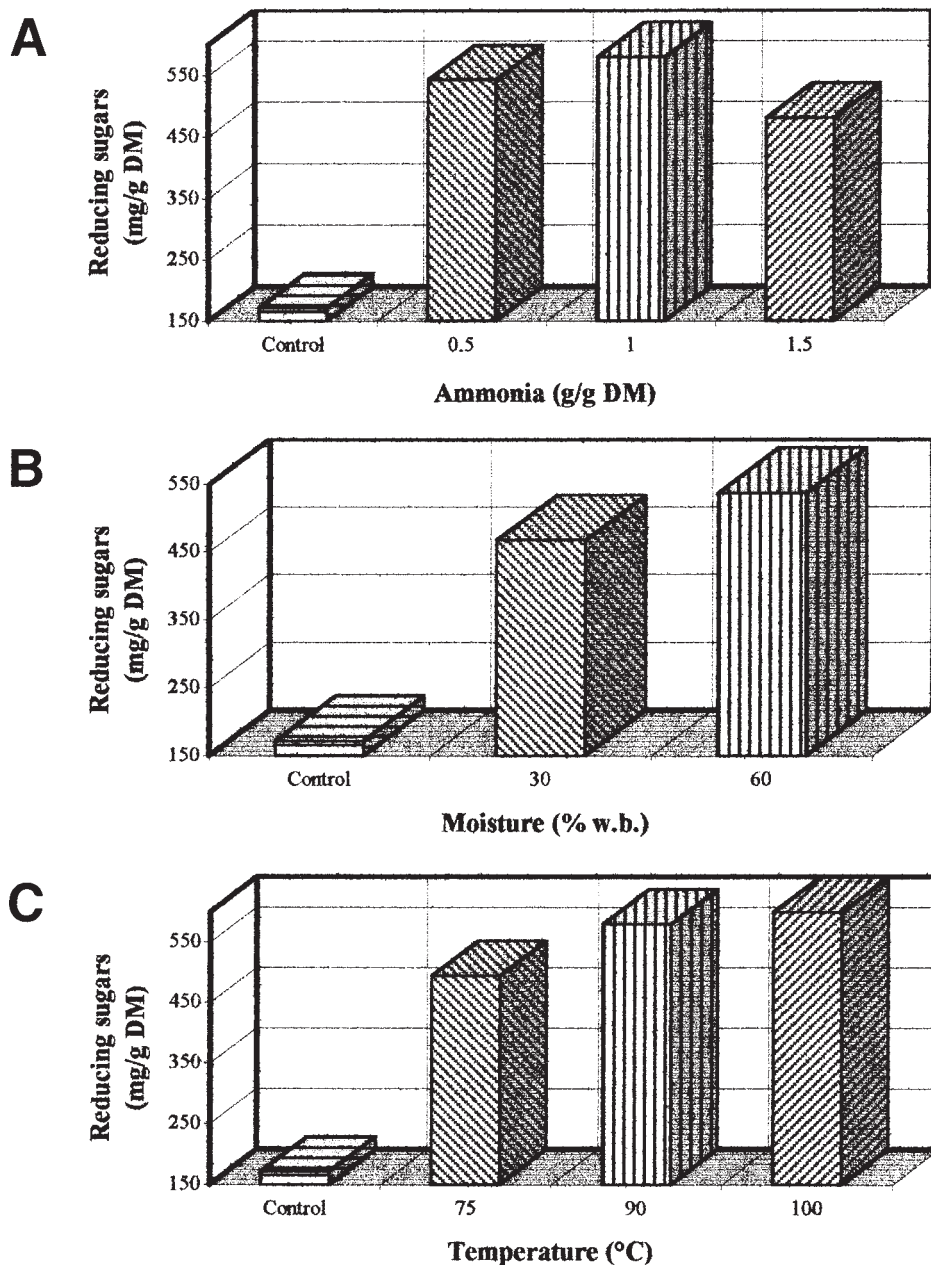 A
Reducing sugars
(mg/g DM)
550
450
350
250
150
Control 0.5 1 1.5
Ammonia (g/g DM)
B
Reducing sugars
(mg/g DM)
550
450
350
250
150
Control 30 60
Moisture (% w.b.)
C
Reducing sugars
(mg/g DM)
550
450
350
250
150
Control 75 90 100
Temperature (°C)